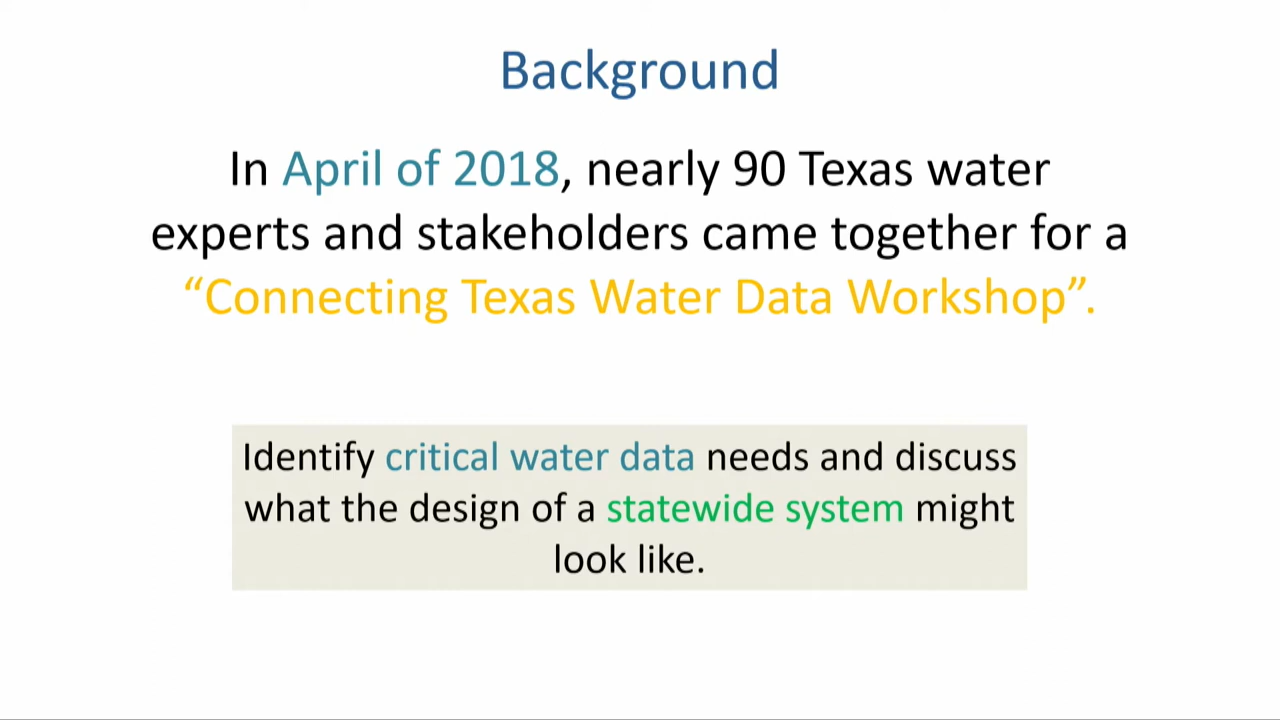 Background
In April of 2018, nearly 90 Texas water
experts and stakeholders came together for a
“Connecting Texas Water Data Workshop”.
Identify critical water data needs and discuss
what the design of a statewide system might
look like.